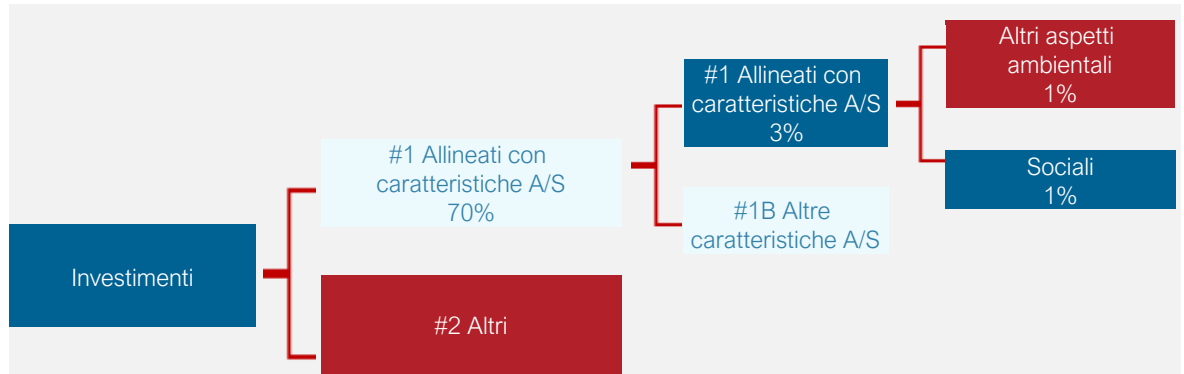 Investimenti
#1 Allineati con
caratteristiche A/S
70%
#2 Altri
#1 Allineati con
caratteristiche A/S
3%
#1B Altre
caratteristiche A/S
Altri aspetti
ambientali
1%
Sociali
1%